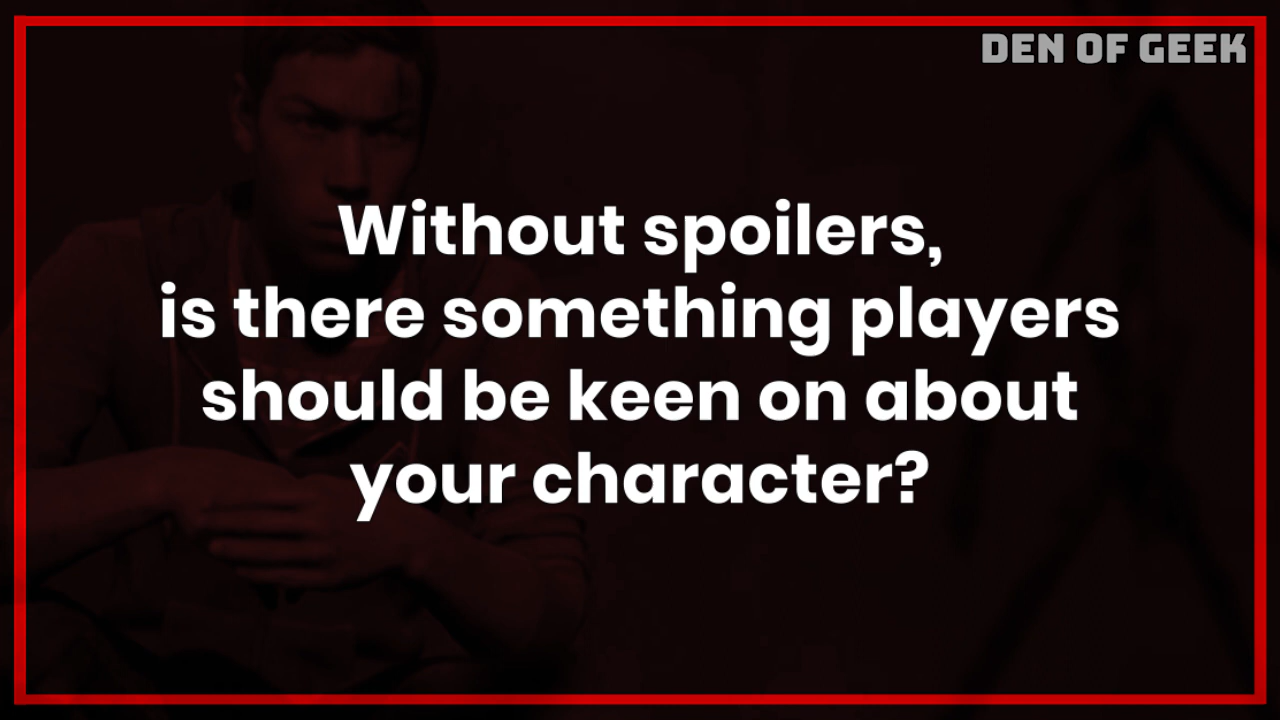 DEN OF GEEK
Without spoilers,
is there something players
should be keen on about
your character?